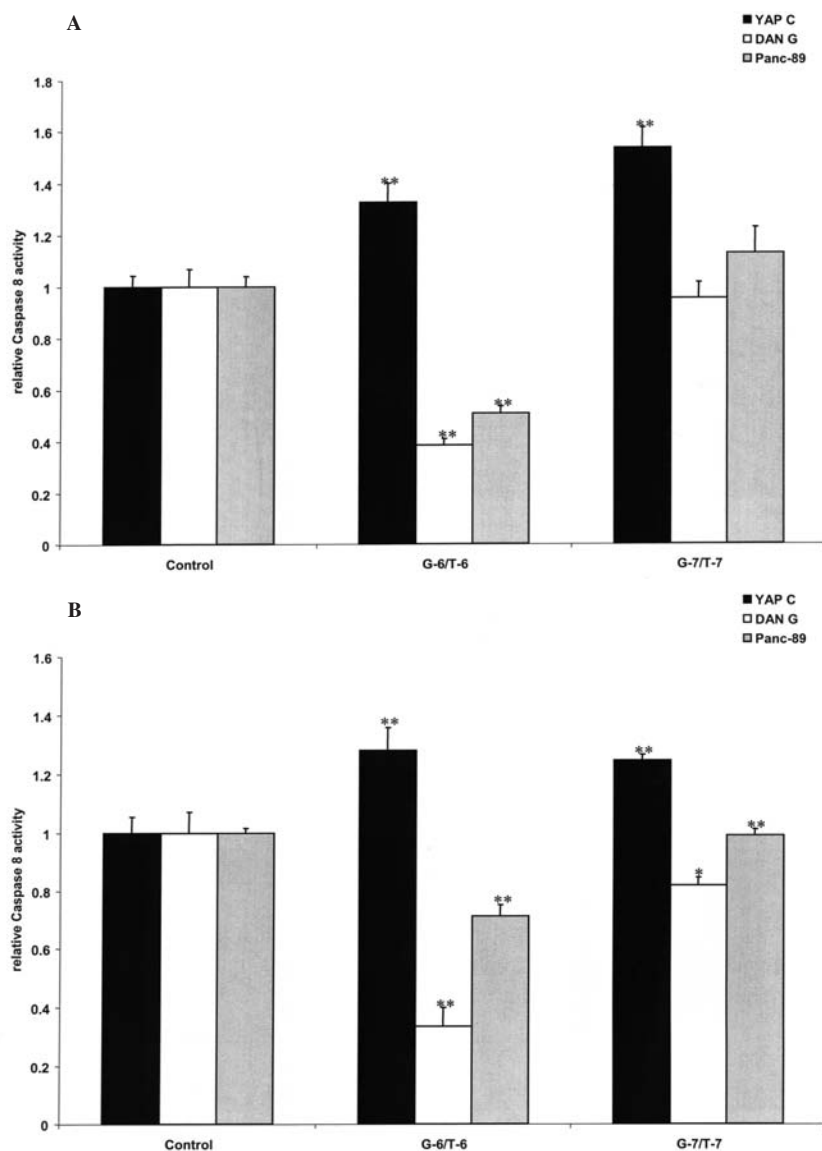 A
YAP C
DAN G
Panc-89
relative Caspase 8 activity
1.8
1.6
1.4
1.2
1
0.8
0.6
0.4
0.2
0
**
**
**
**
Control
G-6/T-6
G-7/T-7
B
YAP C
DAN G
Panc-89
relative Caspase 8 activity
1.6
1.4
1.2
1
0.8
0.6
0.4
0.2
0
**
**
**
**
*
**
Control
G-6/T-6
G-7/T-7